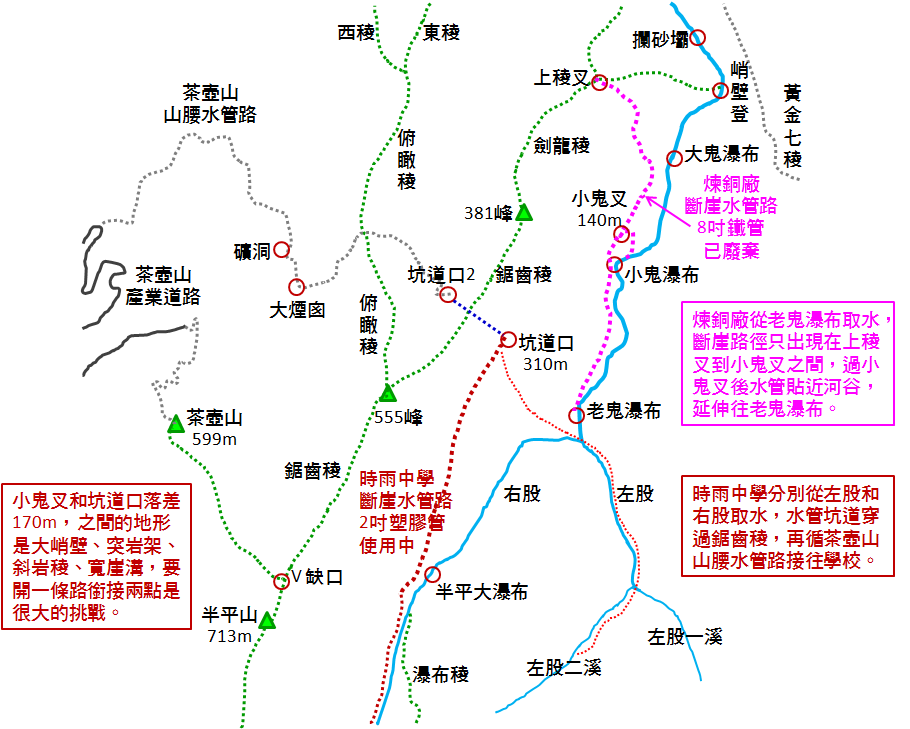 西稜
東稜
攔砂壩
上稜叉
峭壁登
黃金七稜
茶壺山
山腰水管路
俯瞰稜
劍龍稜
大鬼瀑布
煉銅廠
斷崖水管路
8吋鐵管
已廢棄
小鬼叉
140m
381峰
礦洞
坑道口2
鋸齒稜
小鬼瀑布
茶壺山
產業道路
大煙囪
俯瞰稜
坑道口
310m
煉銅廠從老鬼瀑布取水，
斷崖路徑只出現在上稜
叉到小鬼叉之間，過小
鬼叉後水管貼近河谷，
延伸往老鬼瀑布。
茶壺山
599m
555峰
老鬼瀑布
鋸齒稜
時雨中學
斷崖水管路
2吋塑膠管
使用中
右股
左股
小鬼叉和坑道口落差
170m，之間的地形
是大峭壁、突岩架、
斜岩稜、寬崖溝，要
開一條路銜接兩點是
很大的挑戰。
時雨中學分別從左股和
右股取水，水管坑道穿
過鋸齒稜，再循茶壺山
山腰水管路接往學校。
V缺口
半平大瀑布
半平山
713m
瀑布稜
左股二溪
左股一溪